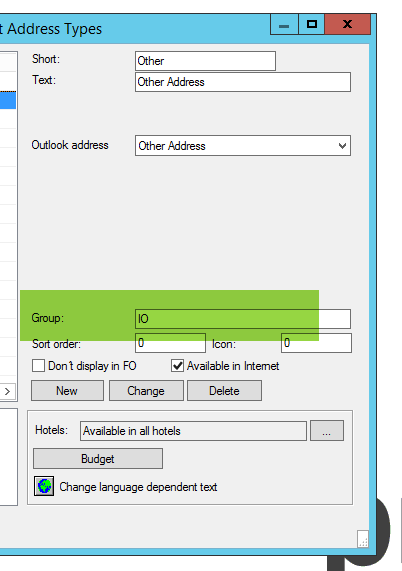 t Address Types
Short: Other
Text: Other Address
Outlook address Other Address
Group: IO
Sort order: 0 Icon: 0
Don't display in FO Available in Internet
New Change Delete
Hotels: Available in all hotels ...
Budget
Change language dependent text
p